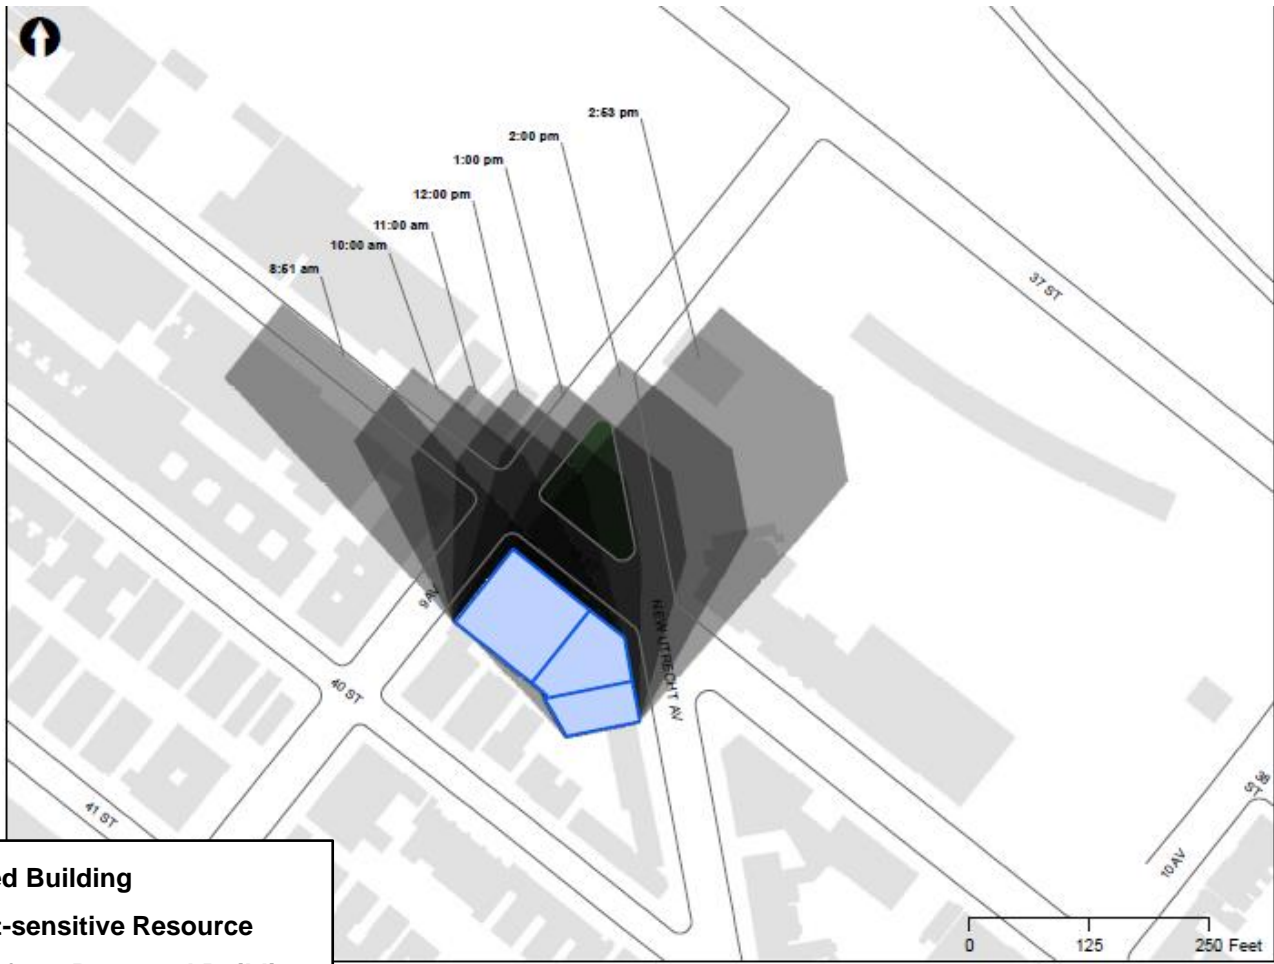 2:53 pm
2:00 pm
1:00 pm
12:00 pm
11:00 am
10:00 am
8:51 am
37 ST
9 AV
NEW UTRECHT AV
40 ST
41 ST
38 ST
10 AV
ed Building
t-sensitive Resource
0 125 250 Feet